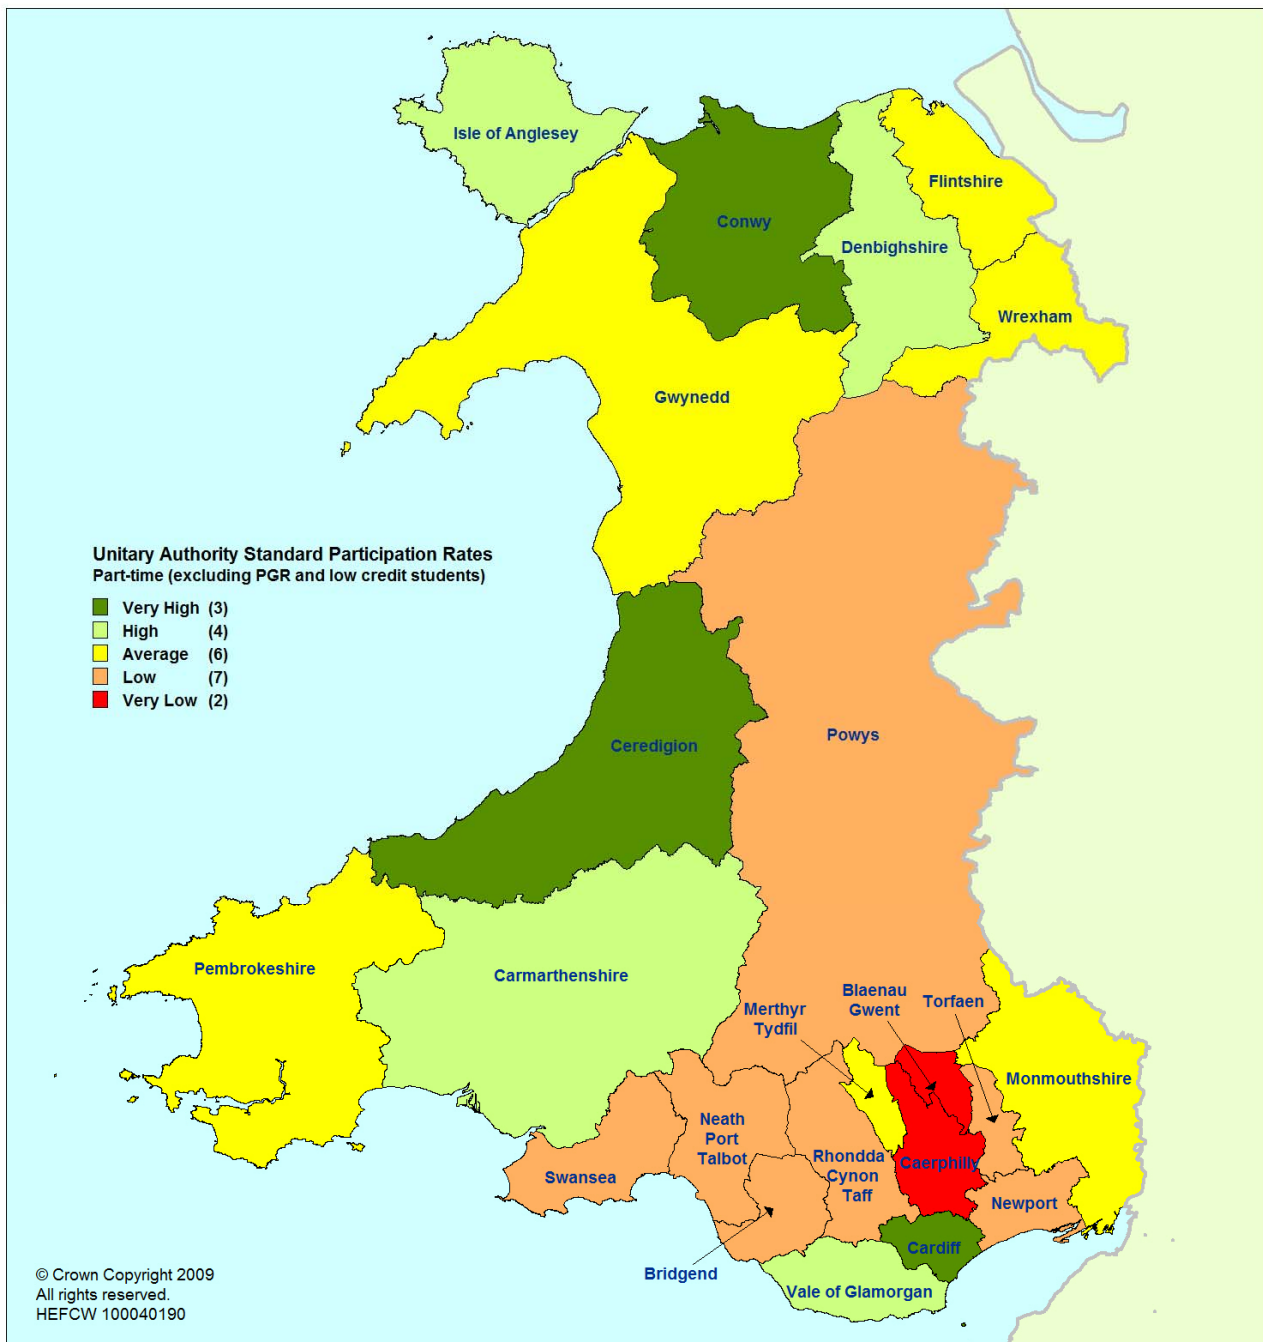 Isle of Anglesey
Flintshire
Conwy
Denbighshire
Wrexham
Gwynedd
Unitary Authority Standard Participation Rates
Part-time (excluding PGR and low credit students)
Very High (3)
High (4)
Average (6)
Low (7)
Very Low (2)
Powys
Ceredigion
Pembrokeshire
Carmarthenshire
Merthyr
Tydfil
Blaenau
Gwent
Torfaen
Monmouthshire
Neath
Port
Talbot
Rhondda
Cynon
Taff
Caerphilly
Swansea
Newport
Cardiff
Bridgend
Vale of Glamorgan
© Crown Copyright 2009
All rights reserved.
HEFCW 100040190